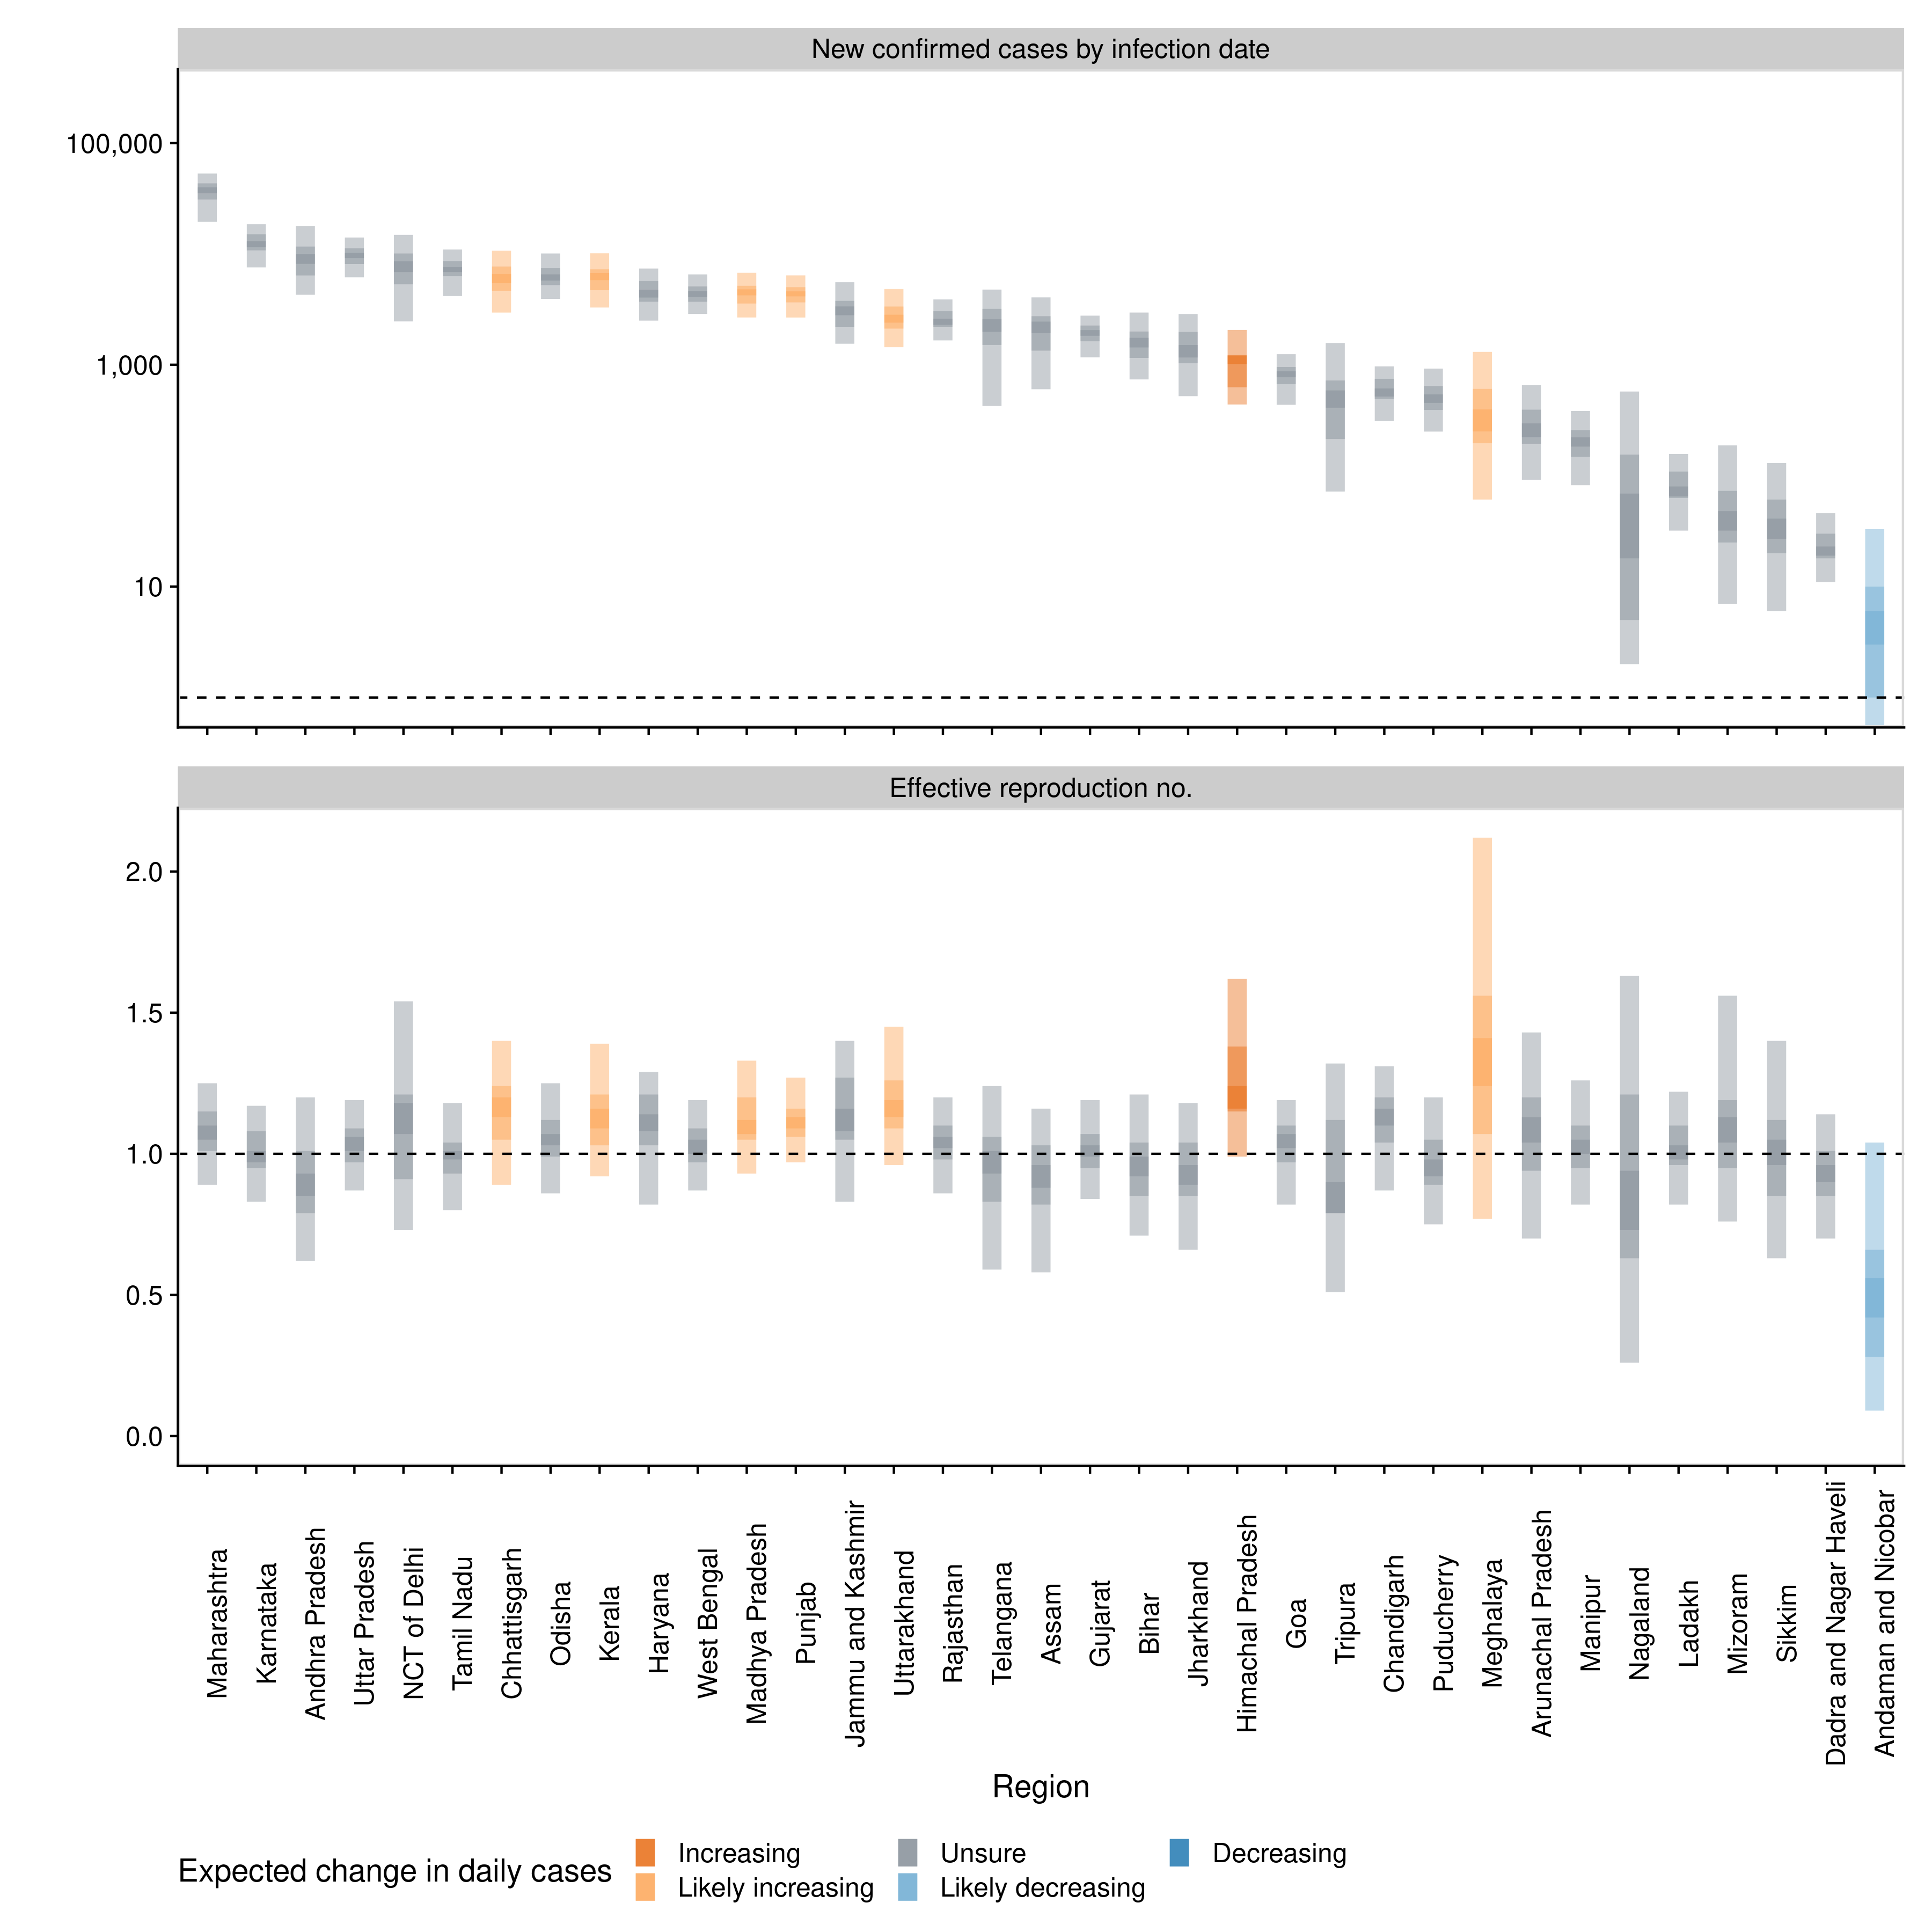 New confirmed cases by infection date
100,000
1,000
10
Effective reproduction no.
2.0
1.5
1.0
0.5
0.0
Maharashtra
Karnataka
Andhra Pradesh
Uttar Pradesh
NCT of Delhi
Tamil Nadu
Chhattisgarh
Odisha
Kerala
Haryana
West Bengal
Madhya Pradesh
Punjab
Jammu and Kashmir
Uttarakhand
Rajasthan
Telangana
Assam
Gujarat
Bihar
Jharkhand
Himachal Pradesh
Goa
Tripura
Chandigarh
Puducherry
Meghalaya
Arunachal Pradesh
Manipur
Nagaland
Ladakh
Mizoram
Sikkim
Dadra and Nagar Haveli
Andaman and Nicobar
Region
Expected change in daily cases
Increasing
Unsure
Decreasing
Likely increasing
Likely decreasing